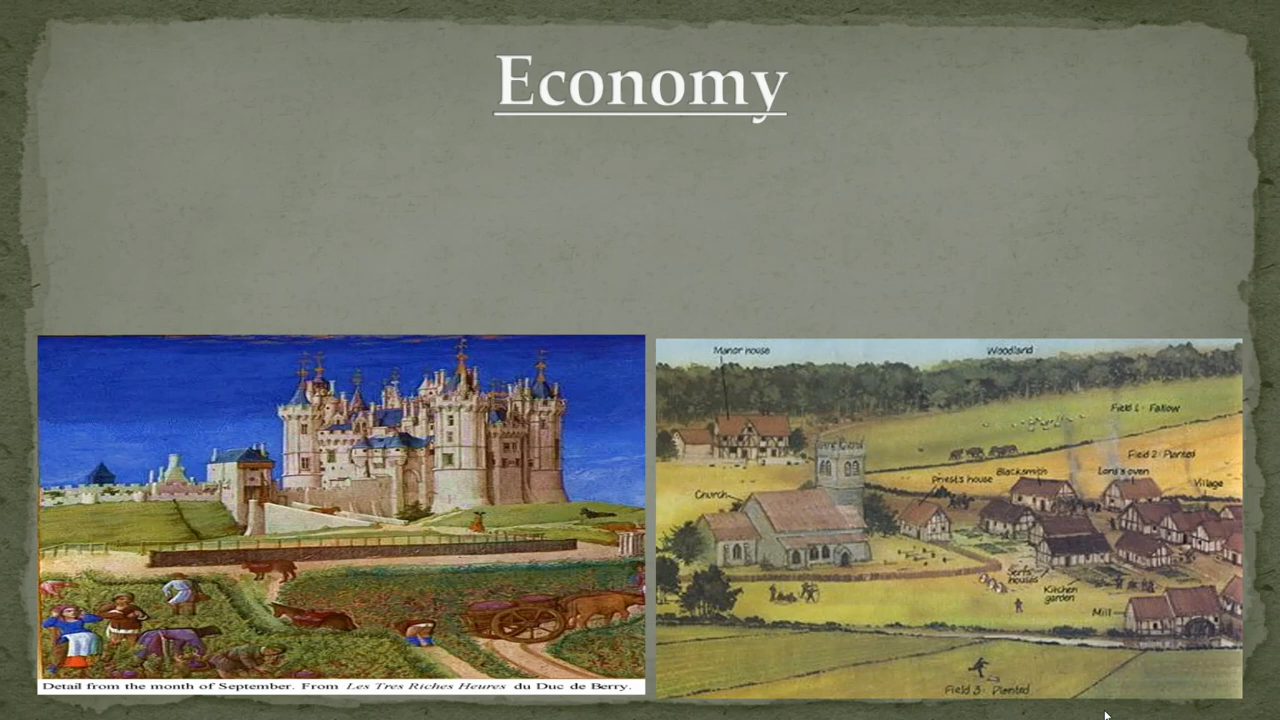 Economy
Manor house
Woodland
Field 1: Fallow
Field 2: Planted
Blacksmith
Lord's oven
Priest's house
Village
Church
Serfs' houses
Kitchen garden
Mill
Field 3: Planted
Detail from the month of September. From Les Tres Riches Heures du Duc de Berry.